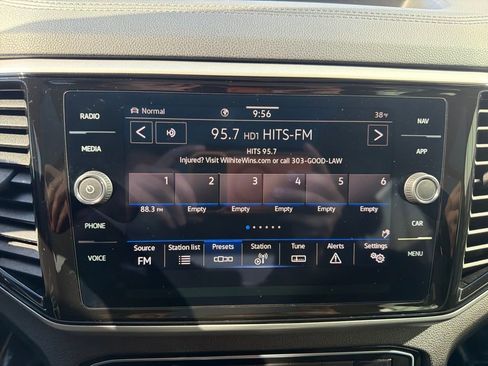 Normal 9:56 38°F
RADIO NAV
95.7 HD1 HITS-FM
MEDIA APP
HITS 95.7
Injured? Visit WilhiteWins.com or call 303-GOOD-LAW
1 2 3 4 5 6
88.3 FM Empty Empty Empty Empty Empty
PHONE CAR
Source Station list Presets Station Tune Alerts Settings
VOICE MENU
FM